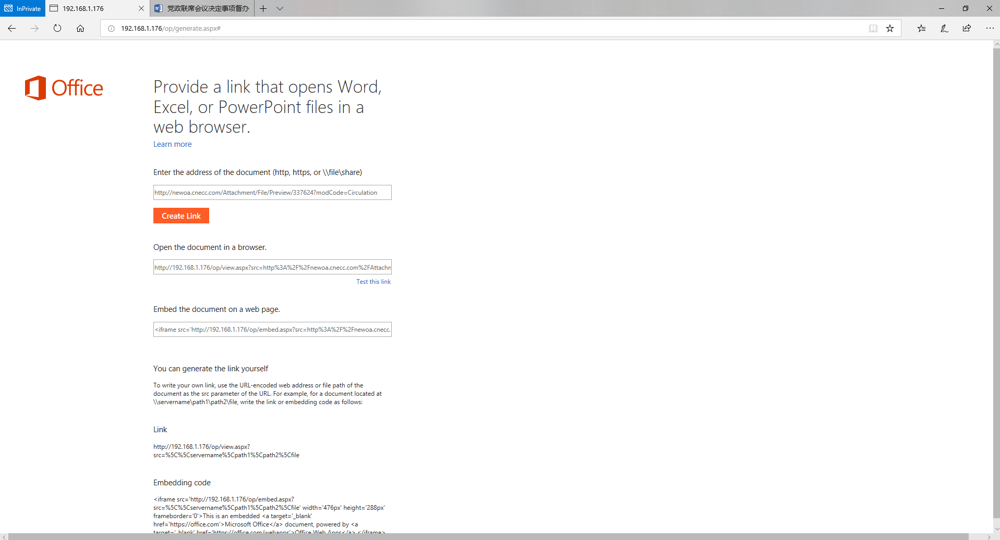 InPrivate
192.168.1.176
党政联席会议决定事项督办
192.168.1.176/op/generate.aspx#
Office
Provide a link that opens Word,
Excel, or PowerPoint files in a
web browser.
Learn more
Enter the address of the document (http, https, or \\file\share)
http://newoa.cnecc.com/Attachment/File/Preview/337624?modCode=Circulation
Create Link
Open the document in a browser.
http://192.168.1.176/op/view.aspx?src=http%3A%2F%2Fnewoa.cnecc.com%2FAttachn
Test this link
Embed the document on a web page.
<iframe src='http://192.168.1.176/op/embed.aspx?src=http%3A%2F%2Fnewoa.cnecc.
You can generate the link yourself
To write your own link, use the URL-encoded web address or file path of the
document as the src parameter of the URL. For example, for a document located at
\\servername\path1\path2\file, write the link or embedding code as follows:
Link
http://192.168.1.176/op/view.aspx?
src=%5C%5Cservername%5Cpath1%5Cpath2%5Cfile
Embedding code
<iframe src='http://192.168.1.176/op/embed.aspx?
src=%5C%5Cservername%5Cpath1%5Cpath2%5Cfile' width='476px' height='288px'
frameborder='0'>This is an embedded <a target='_blank'
href='https://office.com'>Microsoft Office</a> document, powered by <a
target='_blank' href='https://office.com/webapps'>Office Web Apps</a>.</iframe>